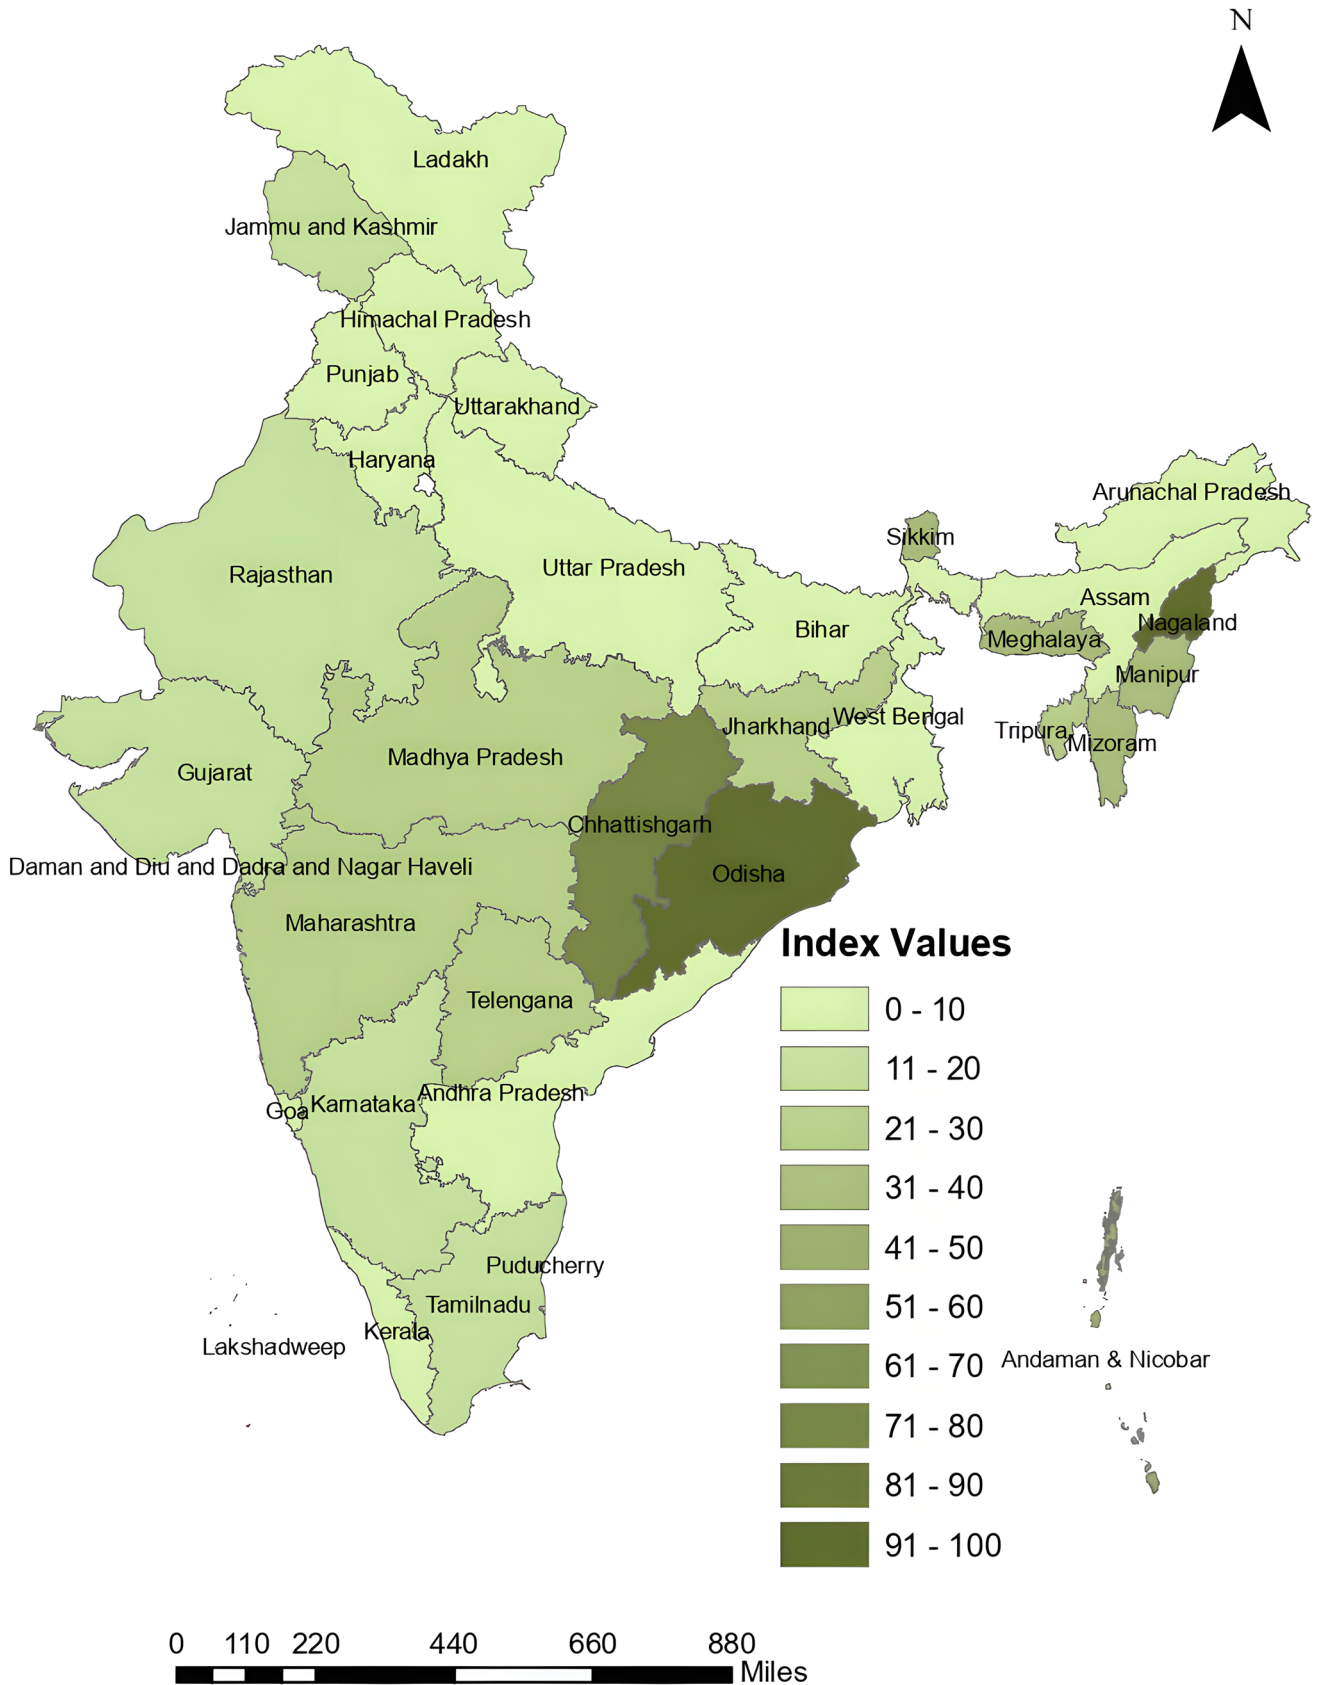 N
Ladakh
Jammu and Kashmir
Himachal Pradesh
Punjab
Uttarakhand
Haryana
Arunachal Pradesh
Sikkim
Rajasthan
Uttar Pradesh
Assam
Bihar
Nagaland
Meghalaya
Manipur
Jharkhand
West Bengal
Tripura
Mizoram
Madhya Pradesh
Gujarat
Chhattishgarh
Daman and Diu and Dadra and Nagar Haveli
Odisha
Maharashtra
Telengana
Andhra Pradesh
Goa
Karnataka
Puducherry
Tamilnadu
Kerala
Lakshadweep
Andaman & Nicobar
Index Values
0 - 10
11 - 20
21 - 30
31 - 40
41 - 50
51 - 60
61 - 70
71 - 80
81 - 90
91 - 100
0 110 220 440 660 880
Miles